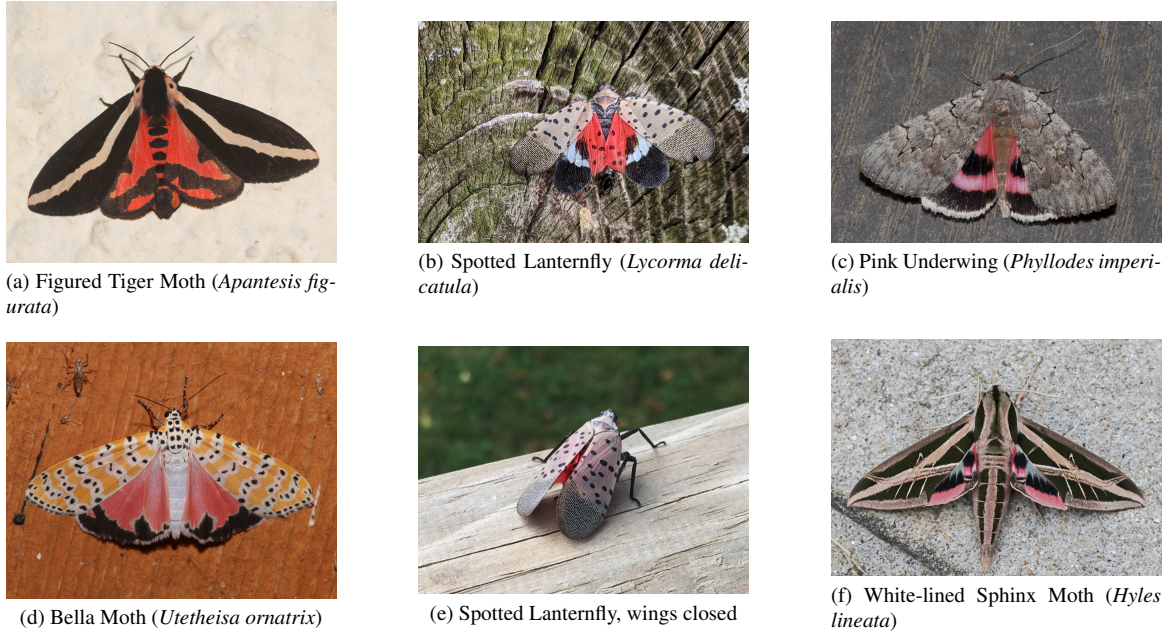 (a) Figured Tiger Moth (Apantesis fig-
urata)
(b) Spotted Lanternfly (Lycorma deli-
catula)
(c) Pink Underwing (Phyllodes imperi-
alis)
(d) Bella Moth (Utetheisa ornatrix)
(e) Spotted Lanternfly, wings closed
(f) White-lined Sphinx Moth (Hyles
lineata)